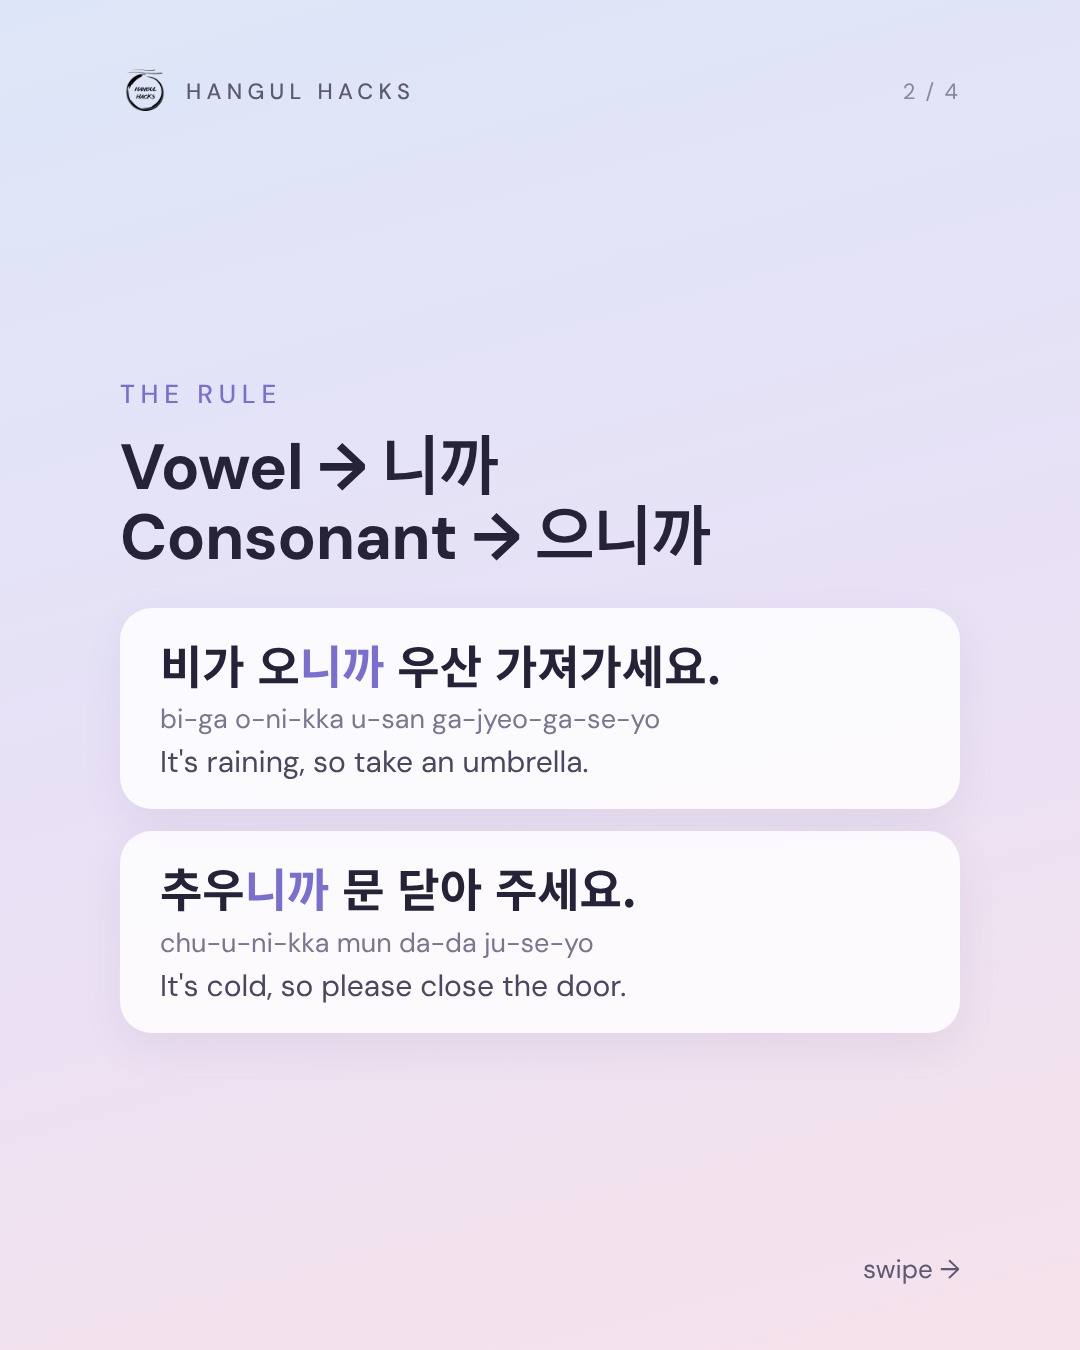 HANGUL HACKS
HANGUL HACKS
2 / 4
THE RULE
Vowel → 니까
Consonant → 으니까
비가 오니까 우산 가져가세요.
bi-ga o-ni-kka u-san ga-jyeo-ga-se-yo
It's raining, so take an umbrella.
추우니까 문 닫아 주세요.
chu-u-ni-kka mun da-da ju-se-yo
It's cold, so please close the door.
swipe →